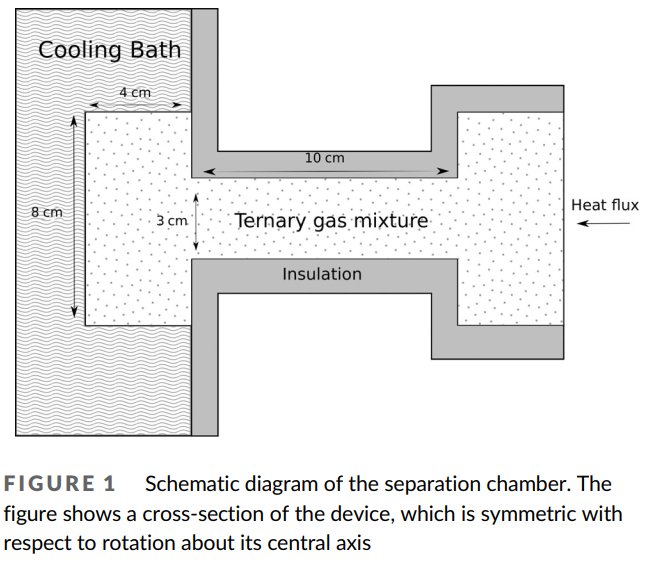 Cooling Bath
4 cm
10 cm
8 cm
3 cm
Ternary gas mixture
Heat flux
Insulation
FIGURE 1 Schematic diagram of the separation chamber. The
figure shows a cross-section of the device, which is symmetric with
respect to rotation about its central axis